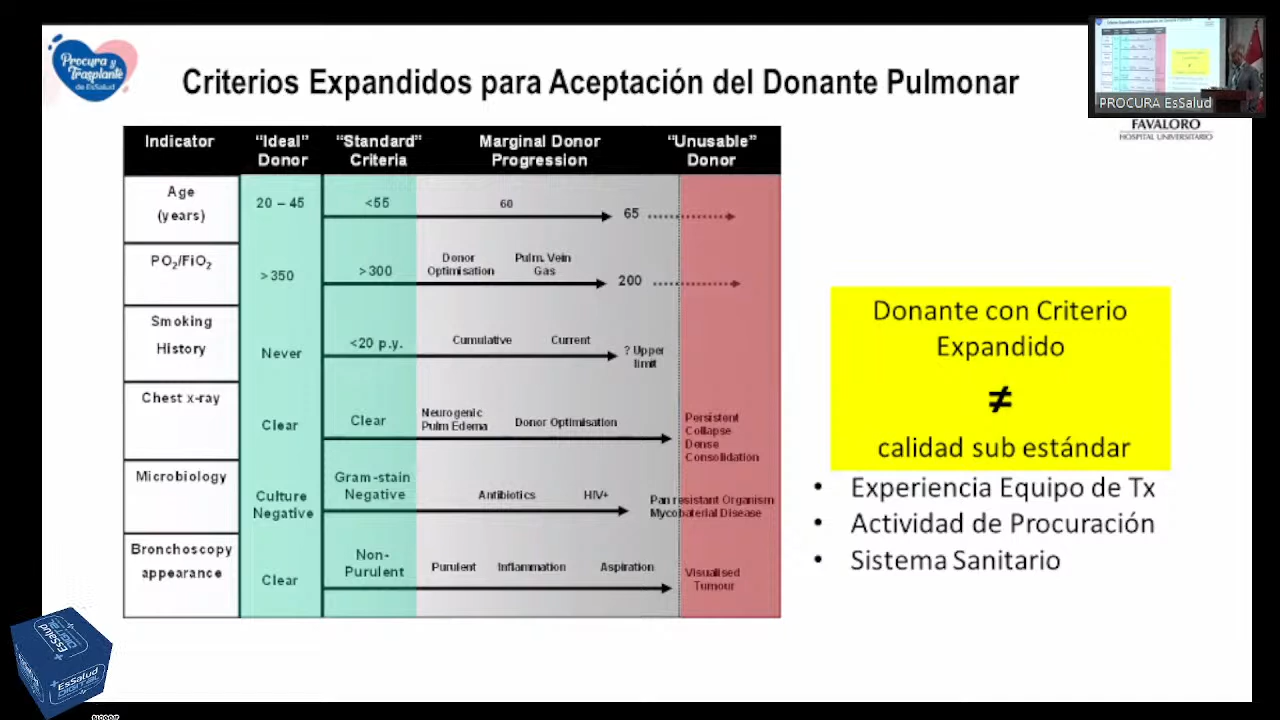 Procura y
Trasplante
de EsSalud
Criterios Expandidos para Aceptación del Donante Pulmonar
PROCURA EsSalud
FAVALORO
HOSPITAL UNIVERSITARIO
Indicator
“Ideal”
Donor
“Standard”
Criteria
Marginal Donor
Progression
“Unusable”
Donor
Age
(years)
20 – 45
<55
60
65
PO₂/FiO₂
>350
>300
Donor
Optimisation
Pulm. Vein
Gas
200
Smoking
History
Never
<20 p.y.
Cumulative
Current
? Upper
limit
Chest x-ray
Clear
Clear
Neurogenic
Pulm Edema
Donor Optimisation
Persistent
Collapse
Dense
Consolidation
Microbiology
Culture
Negative
Gram-stain
Negative
Antibiotics
HIV+
Pan resistant Organism
Mycobaterial Disease
Bronchoscopy
appearance
Clear
Non-
Purulent
Purulent
Inflammation
Aspiration
Visualised
Tumour
Donante con Criterio
Expandido
≠
calidad sub estándar
• Experiencia Equipo de Tx
• Actividad de Procuración
• Sistema Sanitario
EsSalud
DIGITAL
EsSalud
DIGITAL